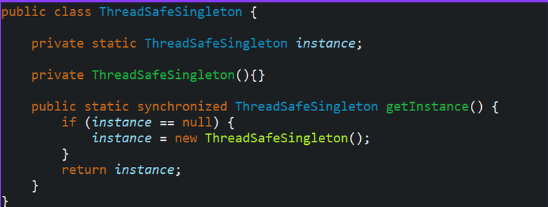 public class ThreadSafeSingleton {
private static ThreadSafeSingleton instance;
private ThreadSafeSingleton(){}
public static synchronized ThreadSafeSingleton getInstance() {
if (instance == null) {
instance = new ThreadSafeSingleton();
}
return instance;
}
}